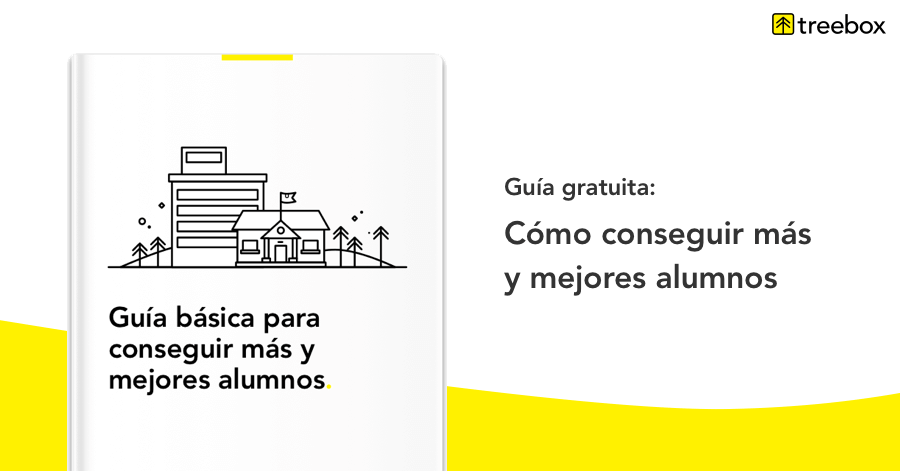 treebox
Guía básica para
conseguir más y
mejores alumnos.
Guía gratuita:
Cómo conseguir más
y mejores alumnos